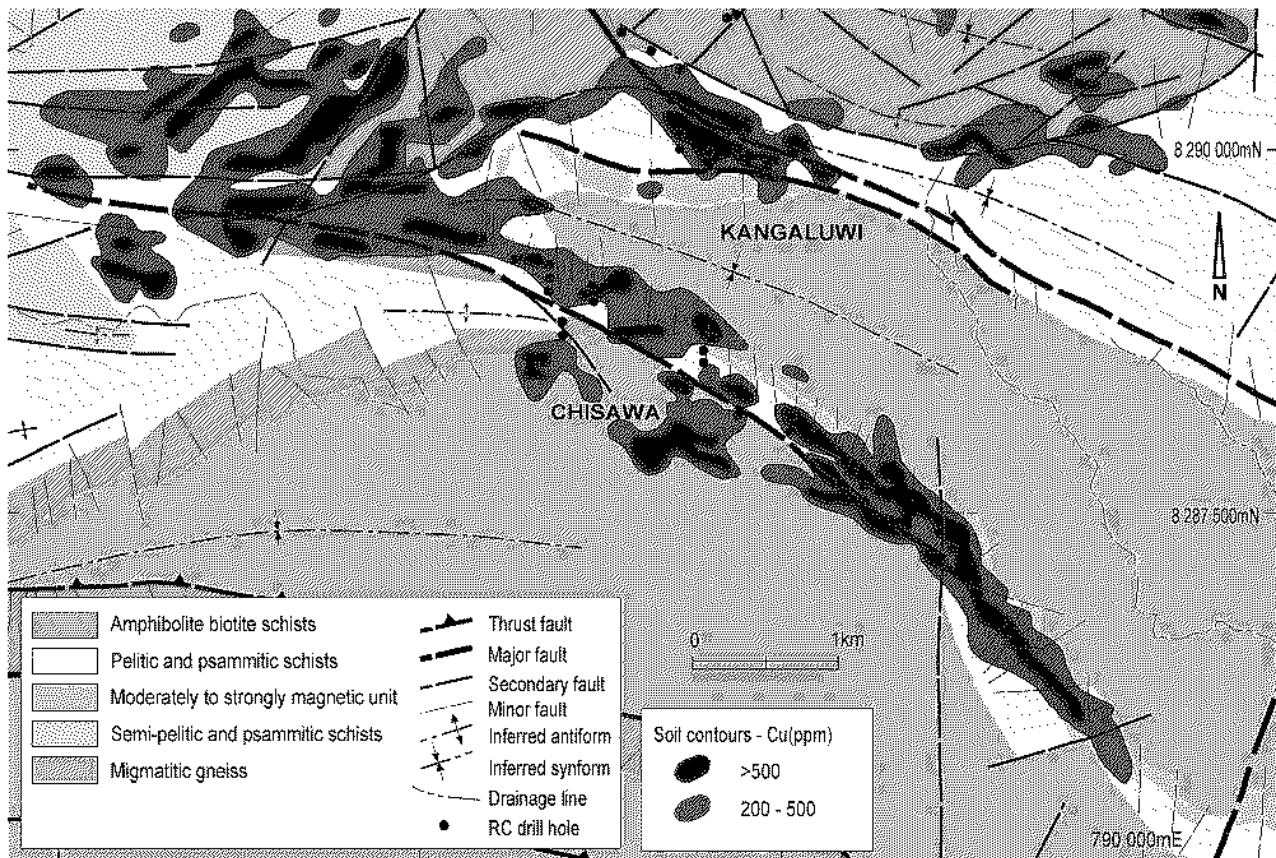 8 290 000mN
KANGALUWI
N
CHISAWA
8 287 500mN
0 1km
790 000mE
Amphibolite biotite schists
Pelitic and psammitic schists
Moderately to strongly magnetic unit
Semi-pelitic and psammitic schists
Migmatitic gneiss
Thrust fault
Major fault
Secondary fault
Minor fault
Inferred antiform
Inferred synform
Drainage line
RC drill hole
Soil contours - Cu(ppm)
>500
200 - 500